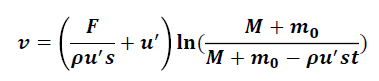 v = (F/ρu's + u') ln(M + m₀/M + m₀ − ρu'st)